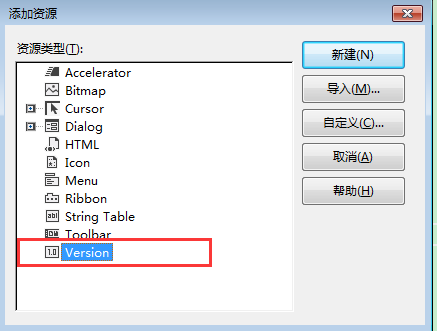 添加资源
资源类型(T):
Accelerator
Bitmap
Cursor
Dialog
HTML
Icon
Menu
Ribbon
String Table
Toolbar
Version
新建(N)
导入(M)...
自定义(C)...
取消(A)
帮助(H)